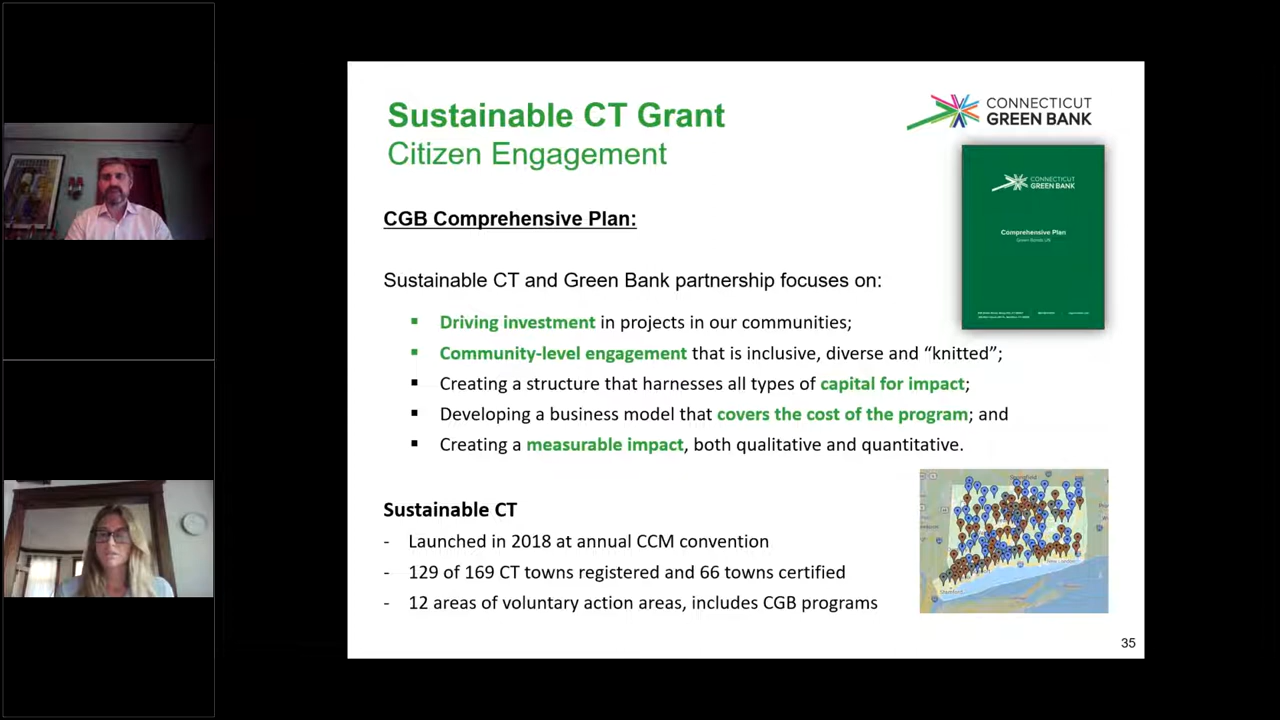 Sustainable CT Grant
Citizen Engagement
CONNECTICUT
GREEN BANK
CONNECTICUT
GREEN BANK
Comprehensive Plan
CGB Comprehensive Plan:
Sustainable CT and Green Bank partnership focuses on:
▪ Driving investment in projects in our communities;
▪ Community-level engagement that is inclusive, diverse and “knitted”;
▪ Creating a structure that harnesses all types of capital for impact;
▪ Developing a business model that covers the cost of the program; and
▪ Creating a measurable impact, both qualitative and quantitative.
Sustainable CT
- Launched in 2018 at annual CCM convention
- 129 of 169 CT towns registered and 66 towns certified
- 12 areas of voluntary action areas, includes CGB programs
Springfield
Stamford
35